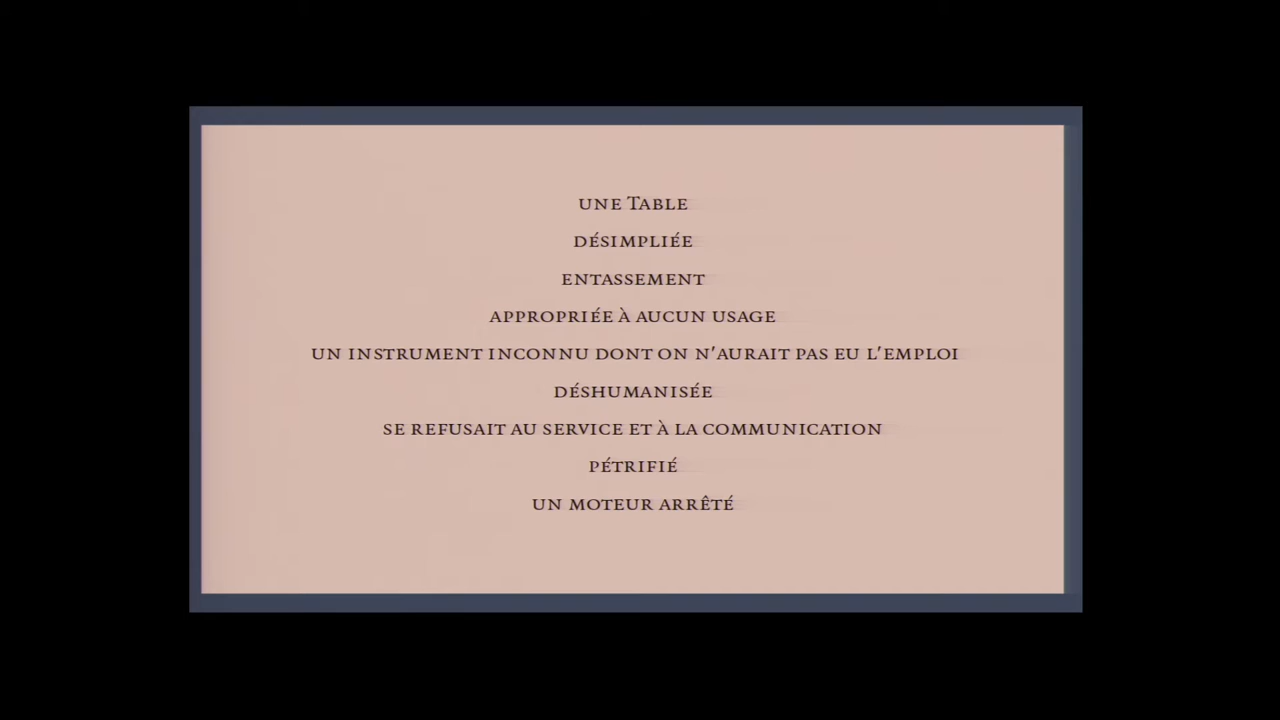 UNE TABLE
DÉSIMPLIÉE
ENTASSEMENT
APPROPRIÉE À AUCUN USAGE
UN INSTRUMENT INCONNU DONT ON N'AURAIT PAS EU L'EMPLOI
DÉSHUMANISÉE
SE REFUSAIT AU SERVICE ET À LA COMMUNICATION
PÉTRIFIÉ
UN MOTEUR ARRÊTÉ